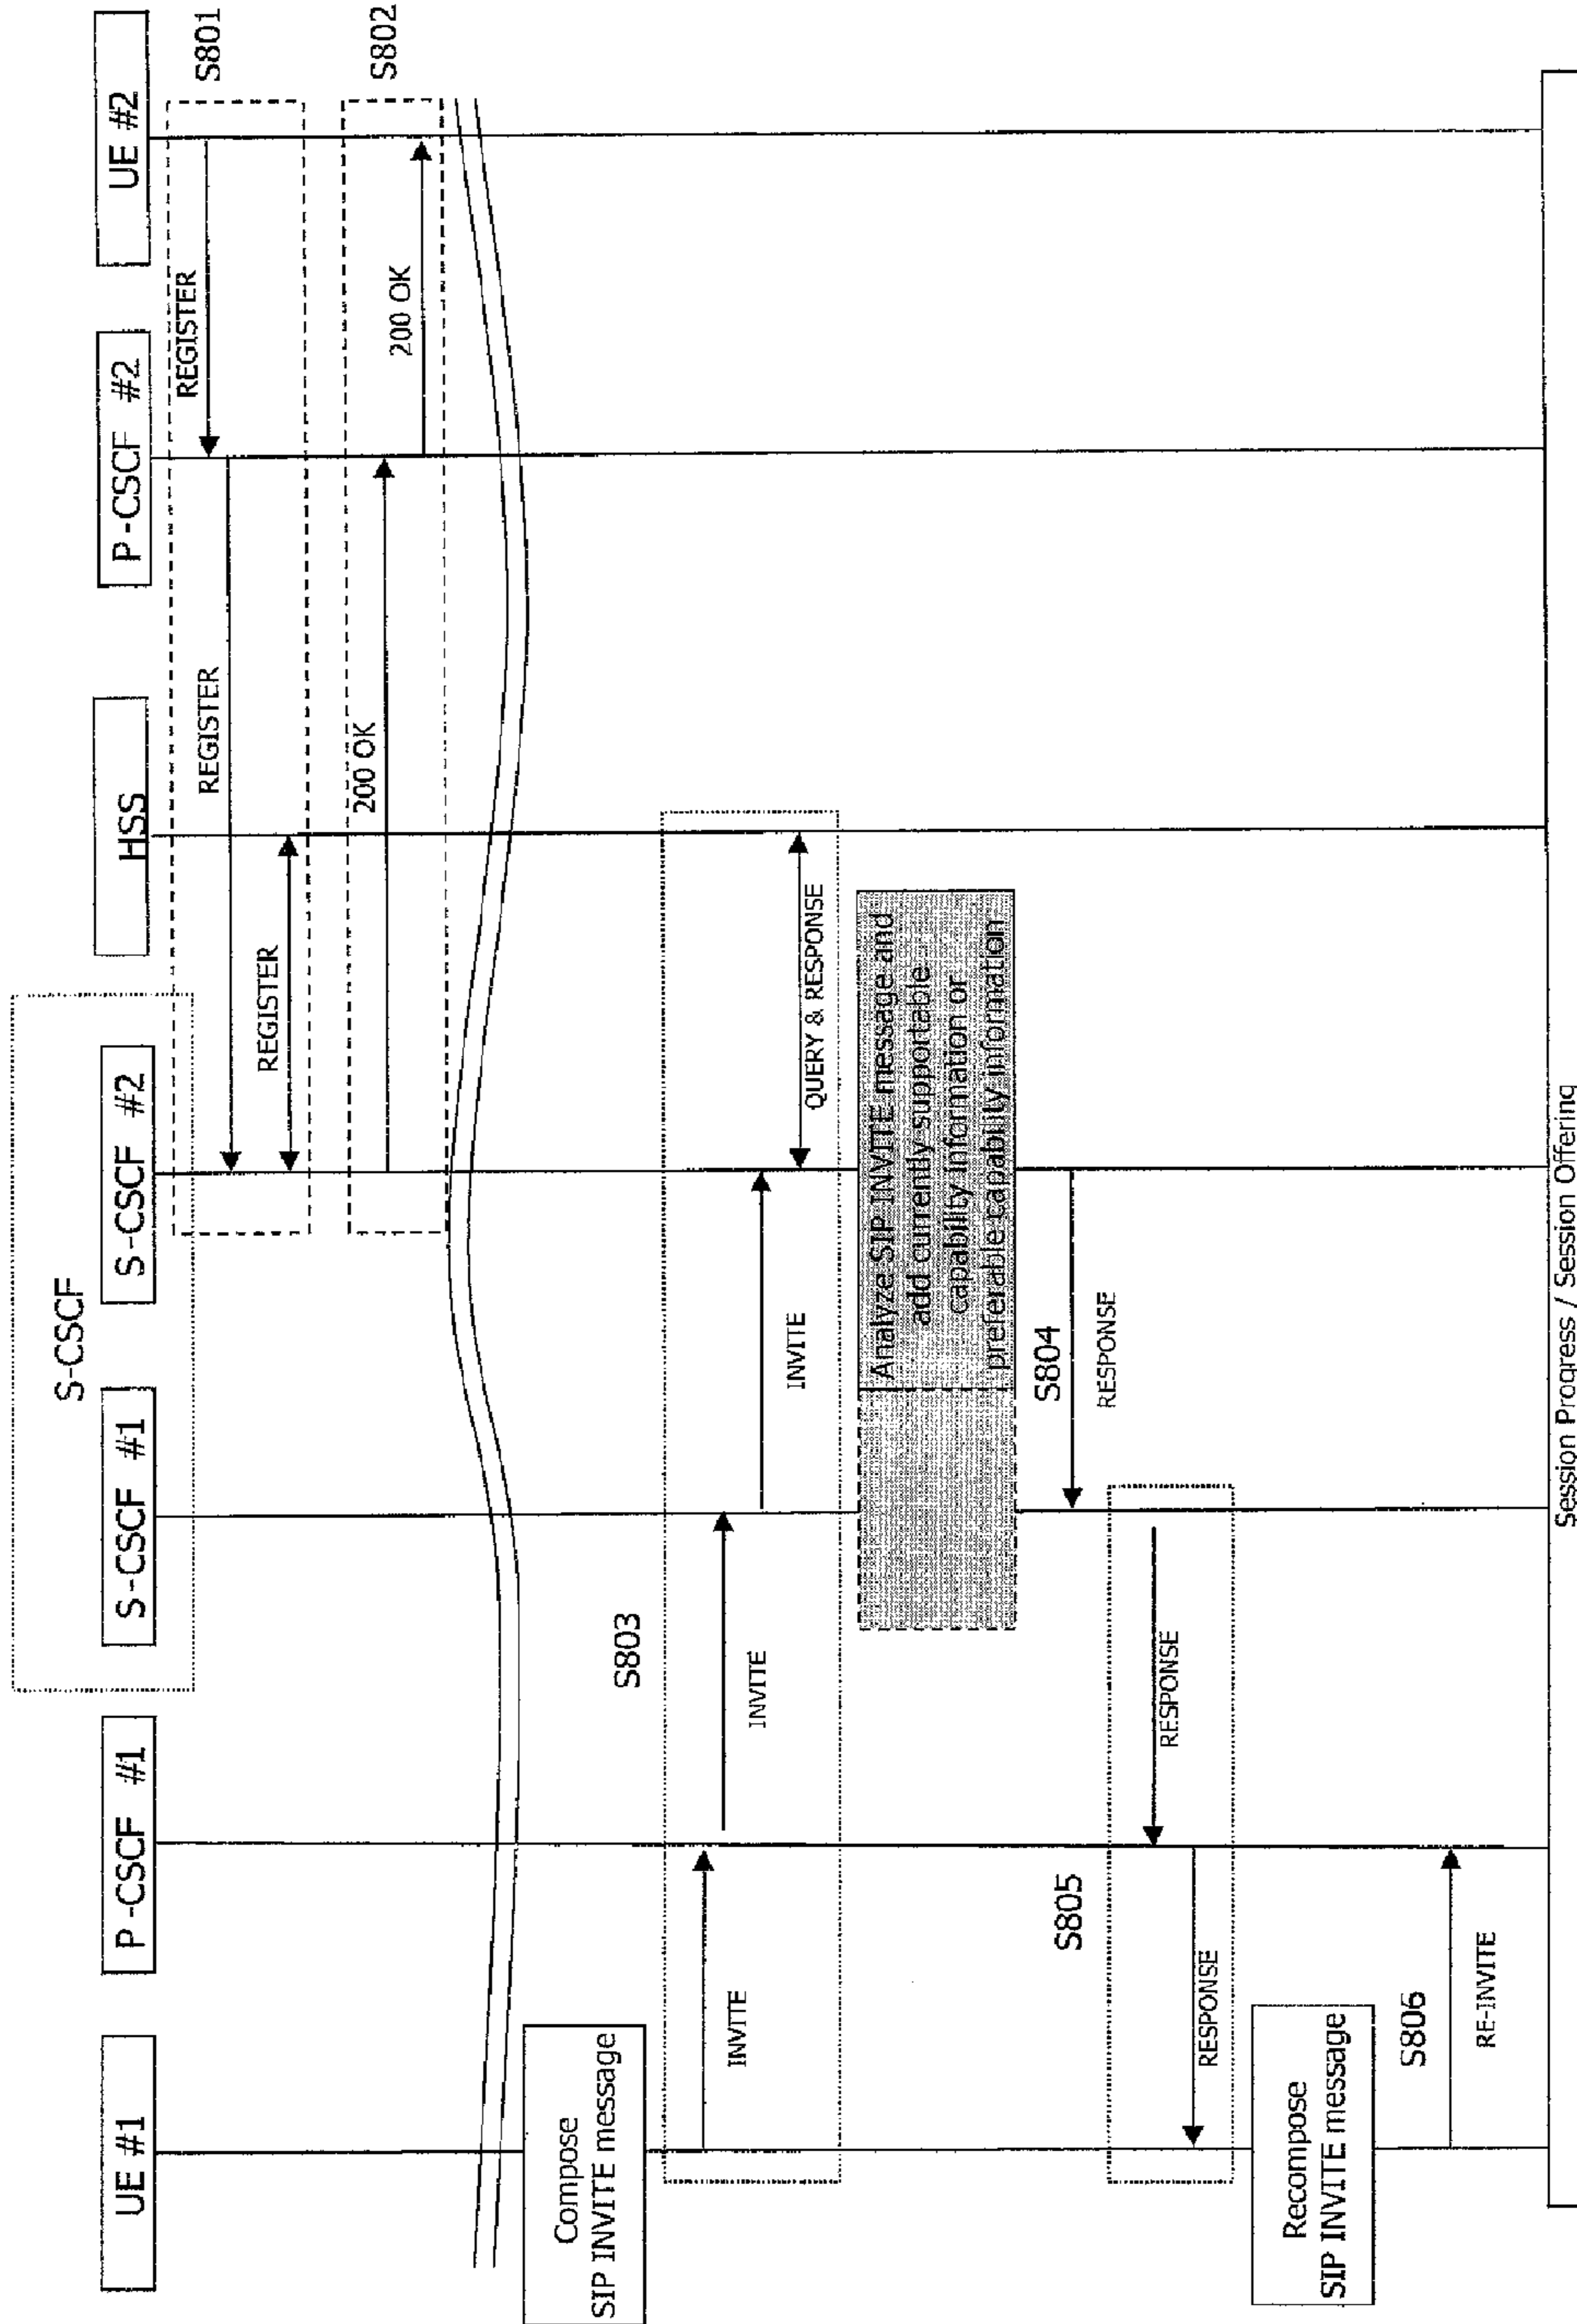 S-CSCF
UE #1
P-CSCF #1
S-CSCF #1
S-CSCF #2
HSS
P-CSCF #2
UE #2
REGISTER
S801
REGISTER
REGISTER
200 OK
200 OK
S802
Compose
SIP INVITE message
S803
INVITE
INVITE
INVITE
QUERY & RESPONSE
Analyze SIP INVITE message and
add currently supportable
capability information or
preferable capability information
S804
RESPONSE
S805
RESPONSE
RESPONSE
Recompose
SIP INVITE message
S806
RE-INVITE
Session Progress / Session Offering